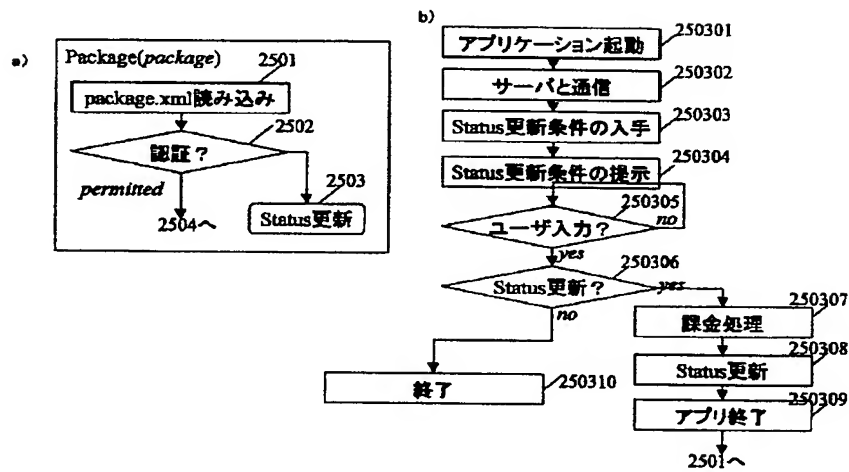 a)
Package(package)
2501
package.xml読み込み
2502
認証？
permitted
2503
2504へ
Status更新
b)
250301
アプリケーション起動
250302
サーバと通信
250303
Status更新条件の入手
250304
Status更新条件の提示
250305
ユーザ入力？
no
yes
250306
Status更新？
yes
no
250307
課金処理
250308
Status更新
250309
アプリ終了
2501へ
250310
終了